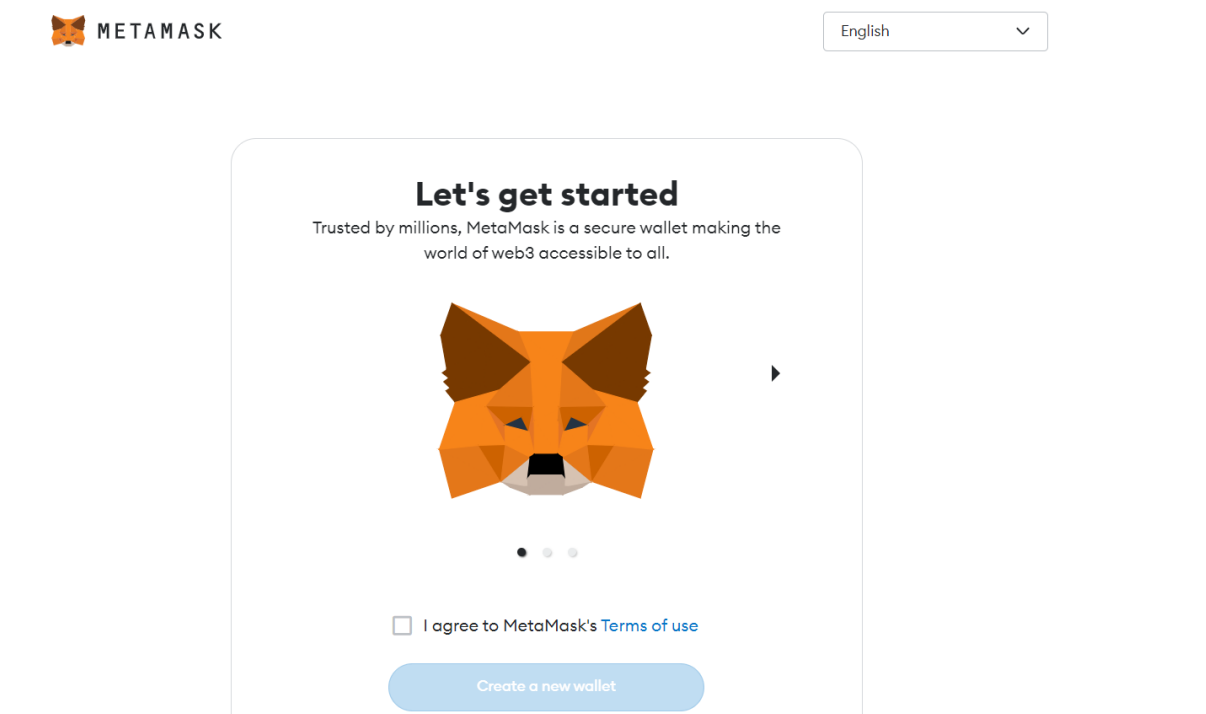 METAMASK
English
Let's get started
Trusted by millions, MetaMask is a secure wallet making the
world of web3 accessible to all.
I agree to MetaMask's Terms of use
Create a new wallet